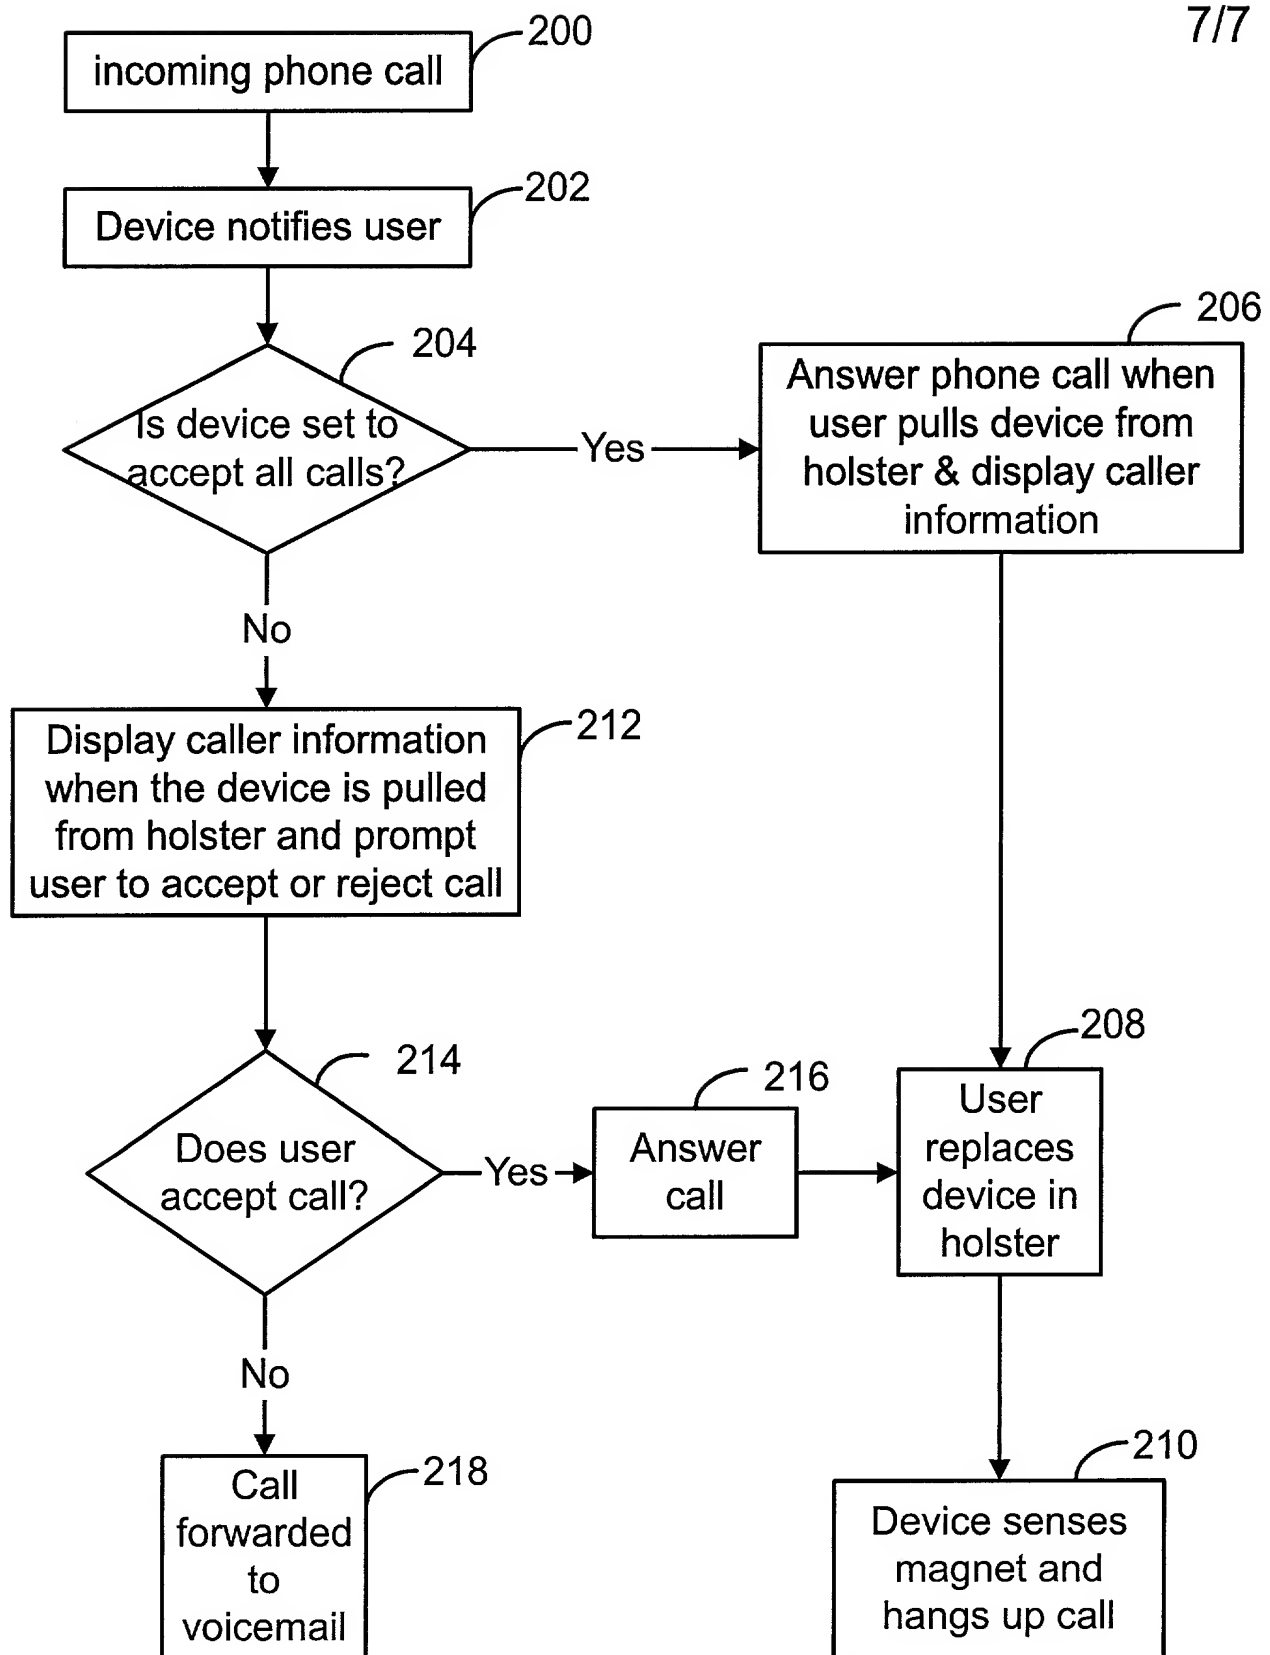 7/7
200
incoming phone call
202
Device notifies user
204
Is device set to
accept all calls?
Yes
206
Answer phone call when
user pulls device from
holster & display caller
information
No
212
Display caller information
when the device is pulled
from holster and prompt
user to accept or reject call
214
Does user
accept call?
Yes
216
Answer
call
208
User
replaces
device in
holster
No
218
Call
forwarded
to
voicemail
210
Device senses
magnet and
hangs up call